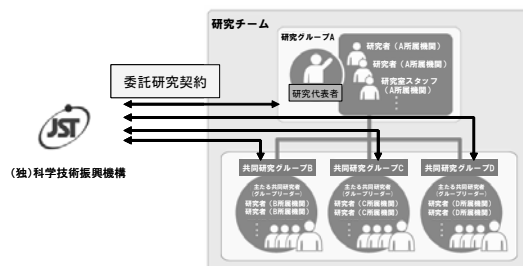 研究チーム
研究グループA
研究者（A所属機関）
研究者（A所属機関）
研究室スタッフ
（A所属機関）
⋮
研究代表者
委託研究契約
JST
（独）科学技術振興機構
共同研究グループB
主たる共同研究者
（グループリーダー）
研究者（B所属機関）
研究者（B所属機関）
⋮
共同研究グループC
主たる共同研究者
（グループリーダー）
研究者（C所属機関）
研究者（C所属機関）
⋮
共同研究グループD
主たる共同研究者
（グループリーダー）
研究者（D所属機関）
研究者（D所属機関）
⋮